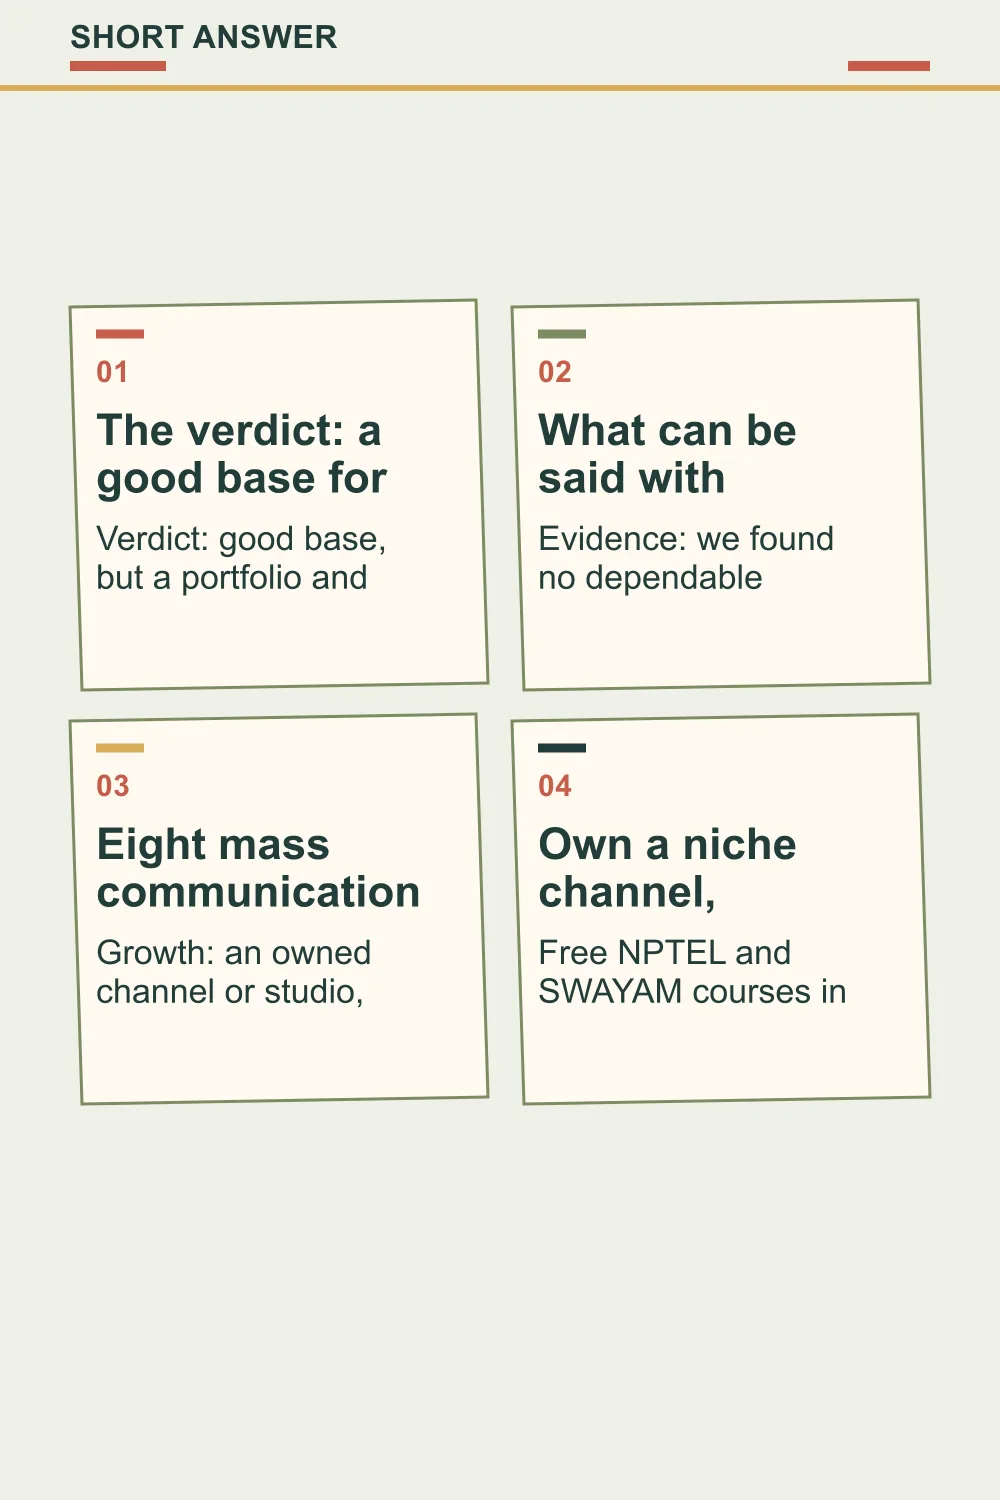 SHORT ANSWER
01
The verdict: a
good base for
Verdict: good base,
but a portfolio and
02
What can be
said with
Evidence: we found
no dependable
03
Eight mass
communication
Growth: an owned
channel or studio,
04
Own a niche
channel,
Free NPTEL and
SWAYAM courses in